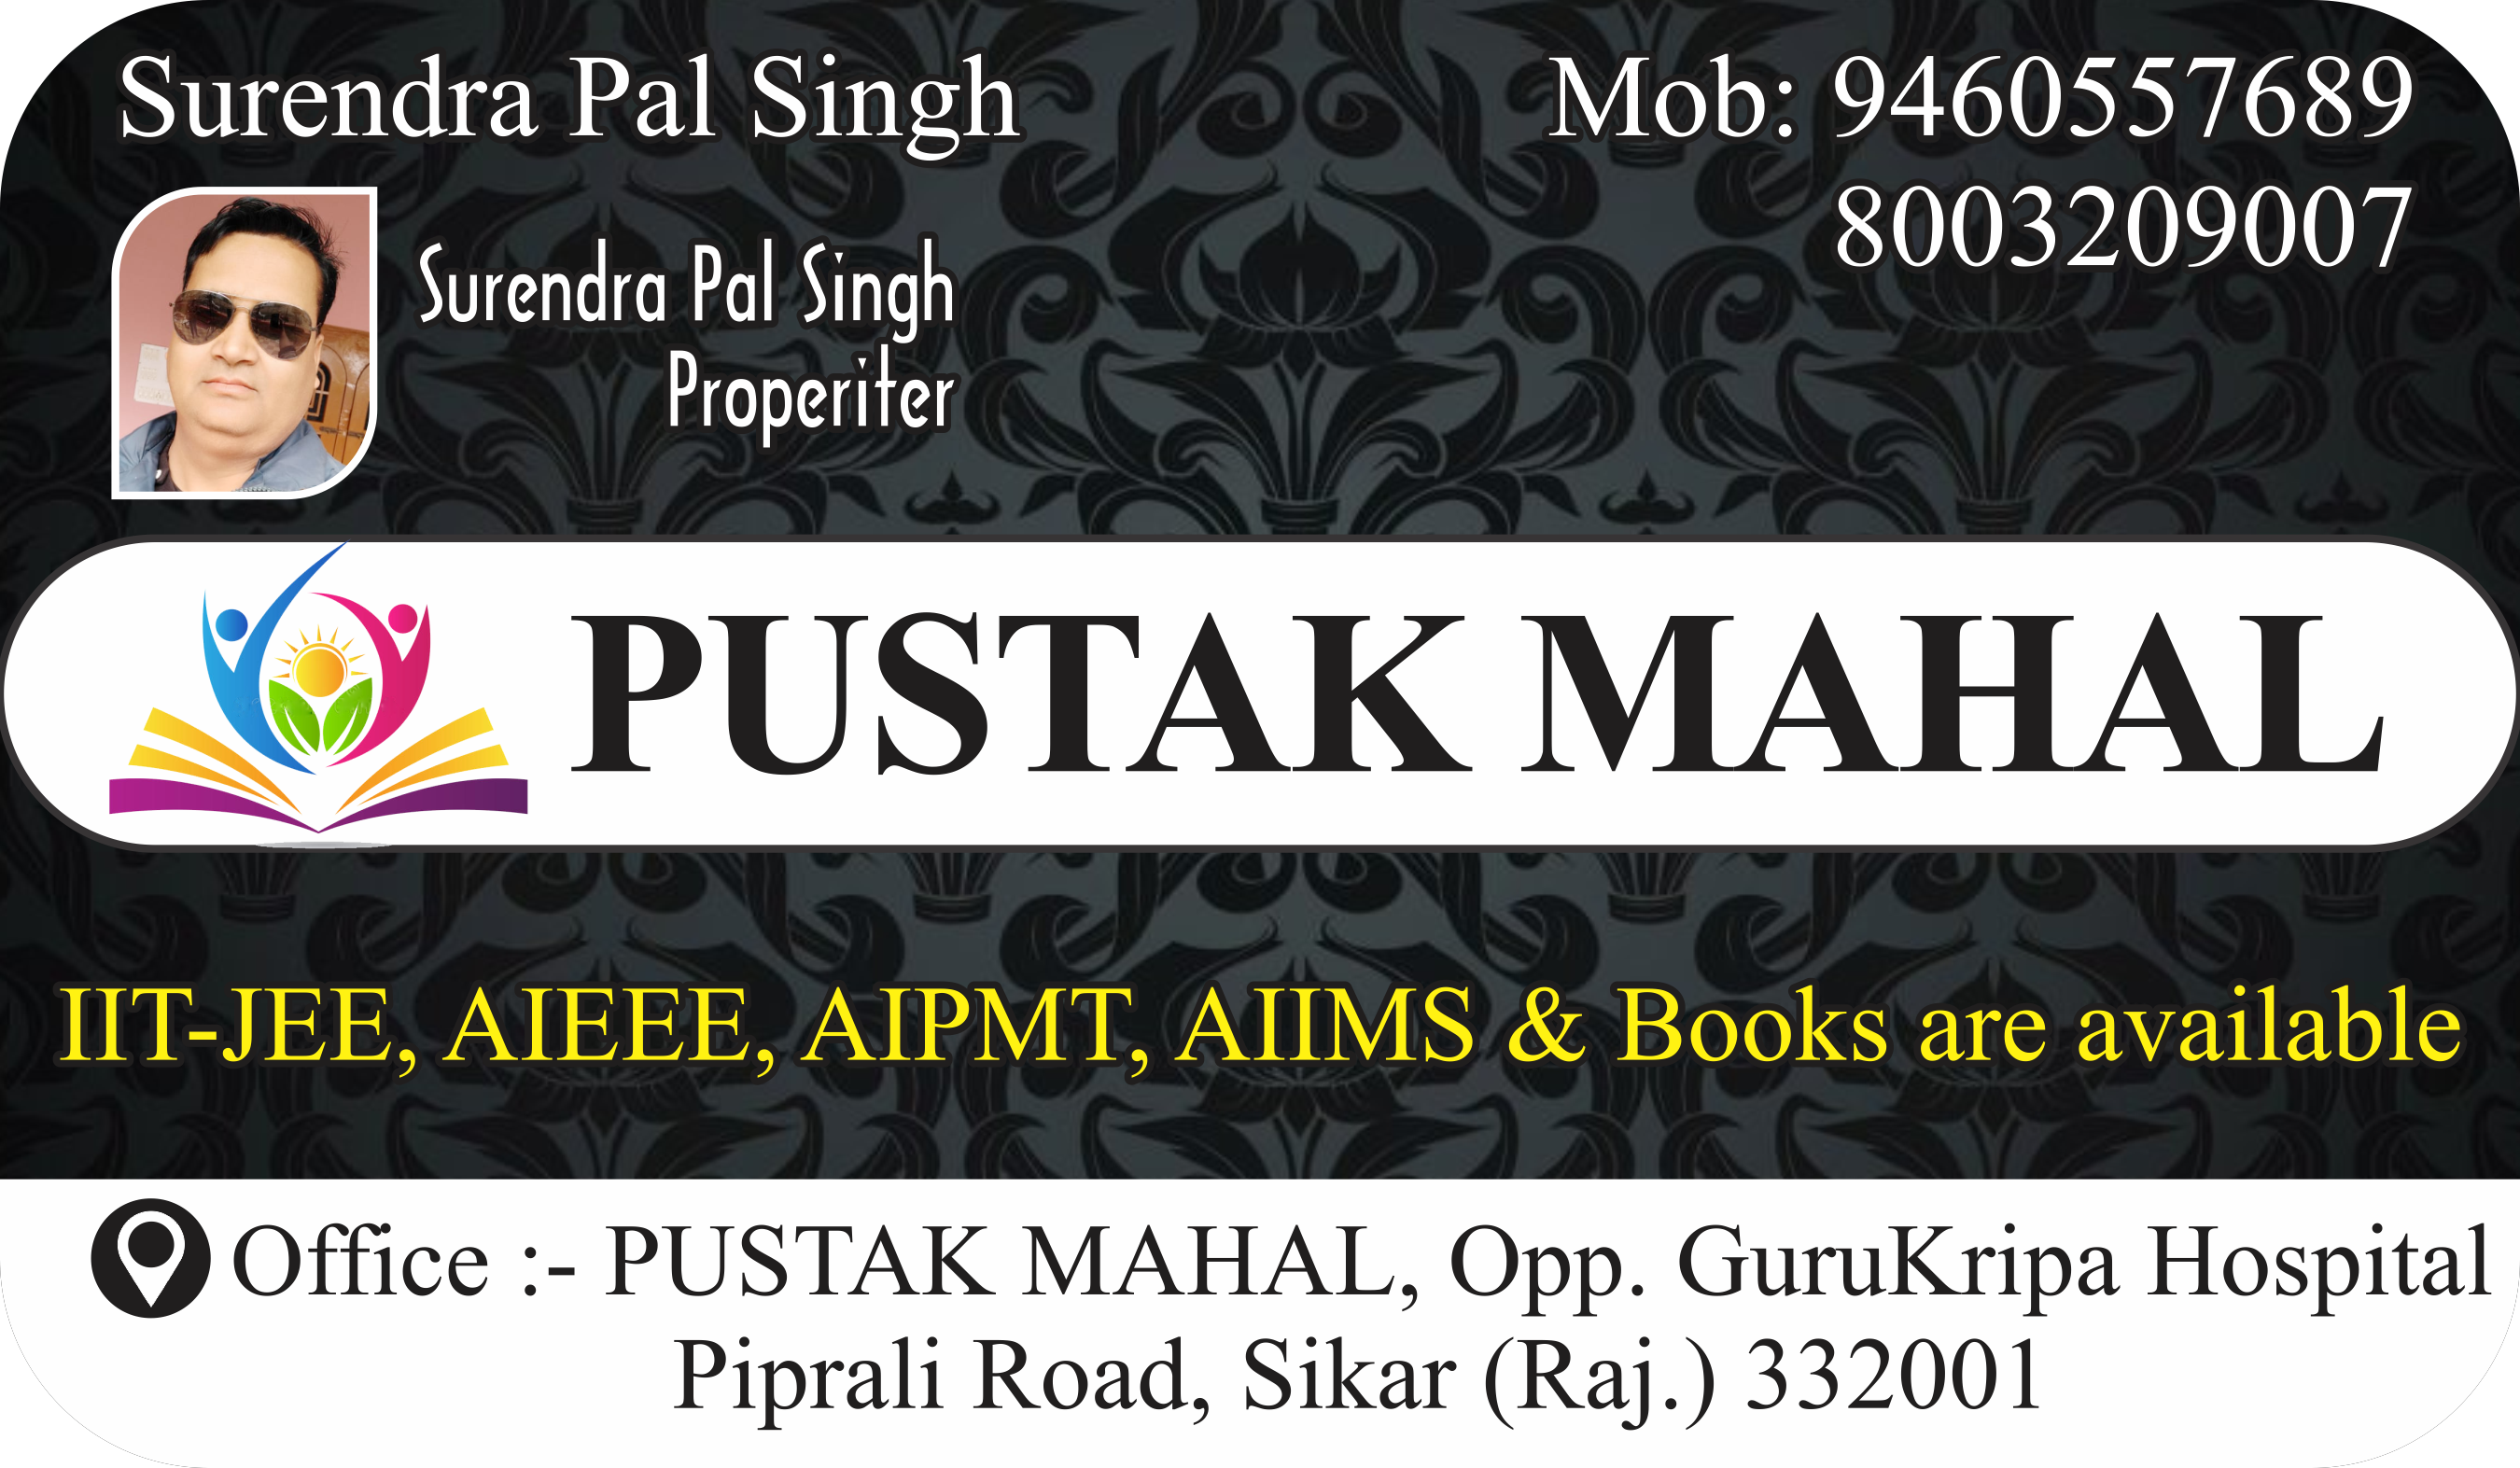 Surendra Pal Singh
Mob: 9460557689
8003209007
Surendra Pal Singh
Properiter
PUSTAK MAHAL
IIT-JEE, AIEEE, AIPMT, AIIMS & Books are available
Office :- PUSTAK MAHAL, Opp. GuruKripa Hospital
Piprali Road, Sikar (Raj.) 332001